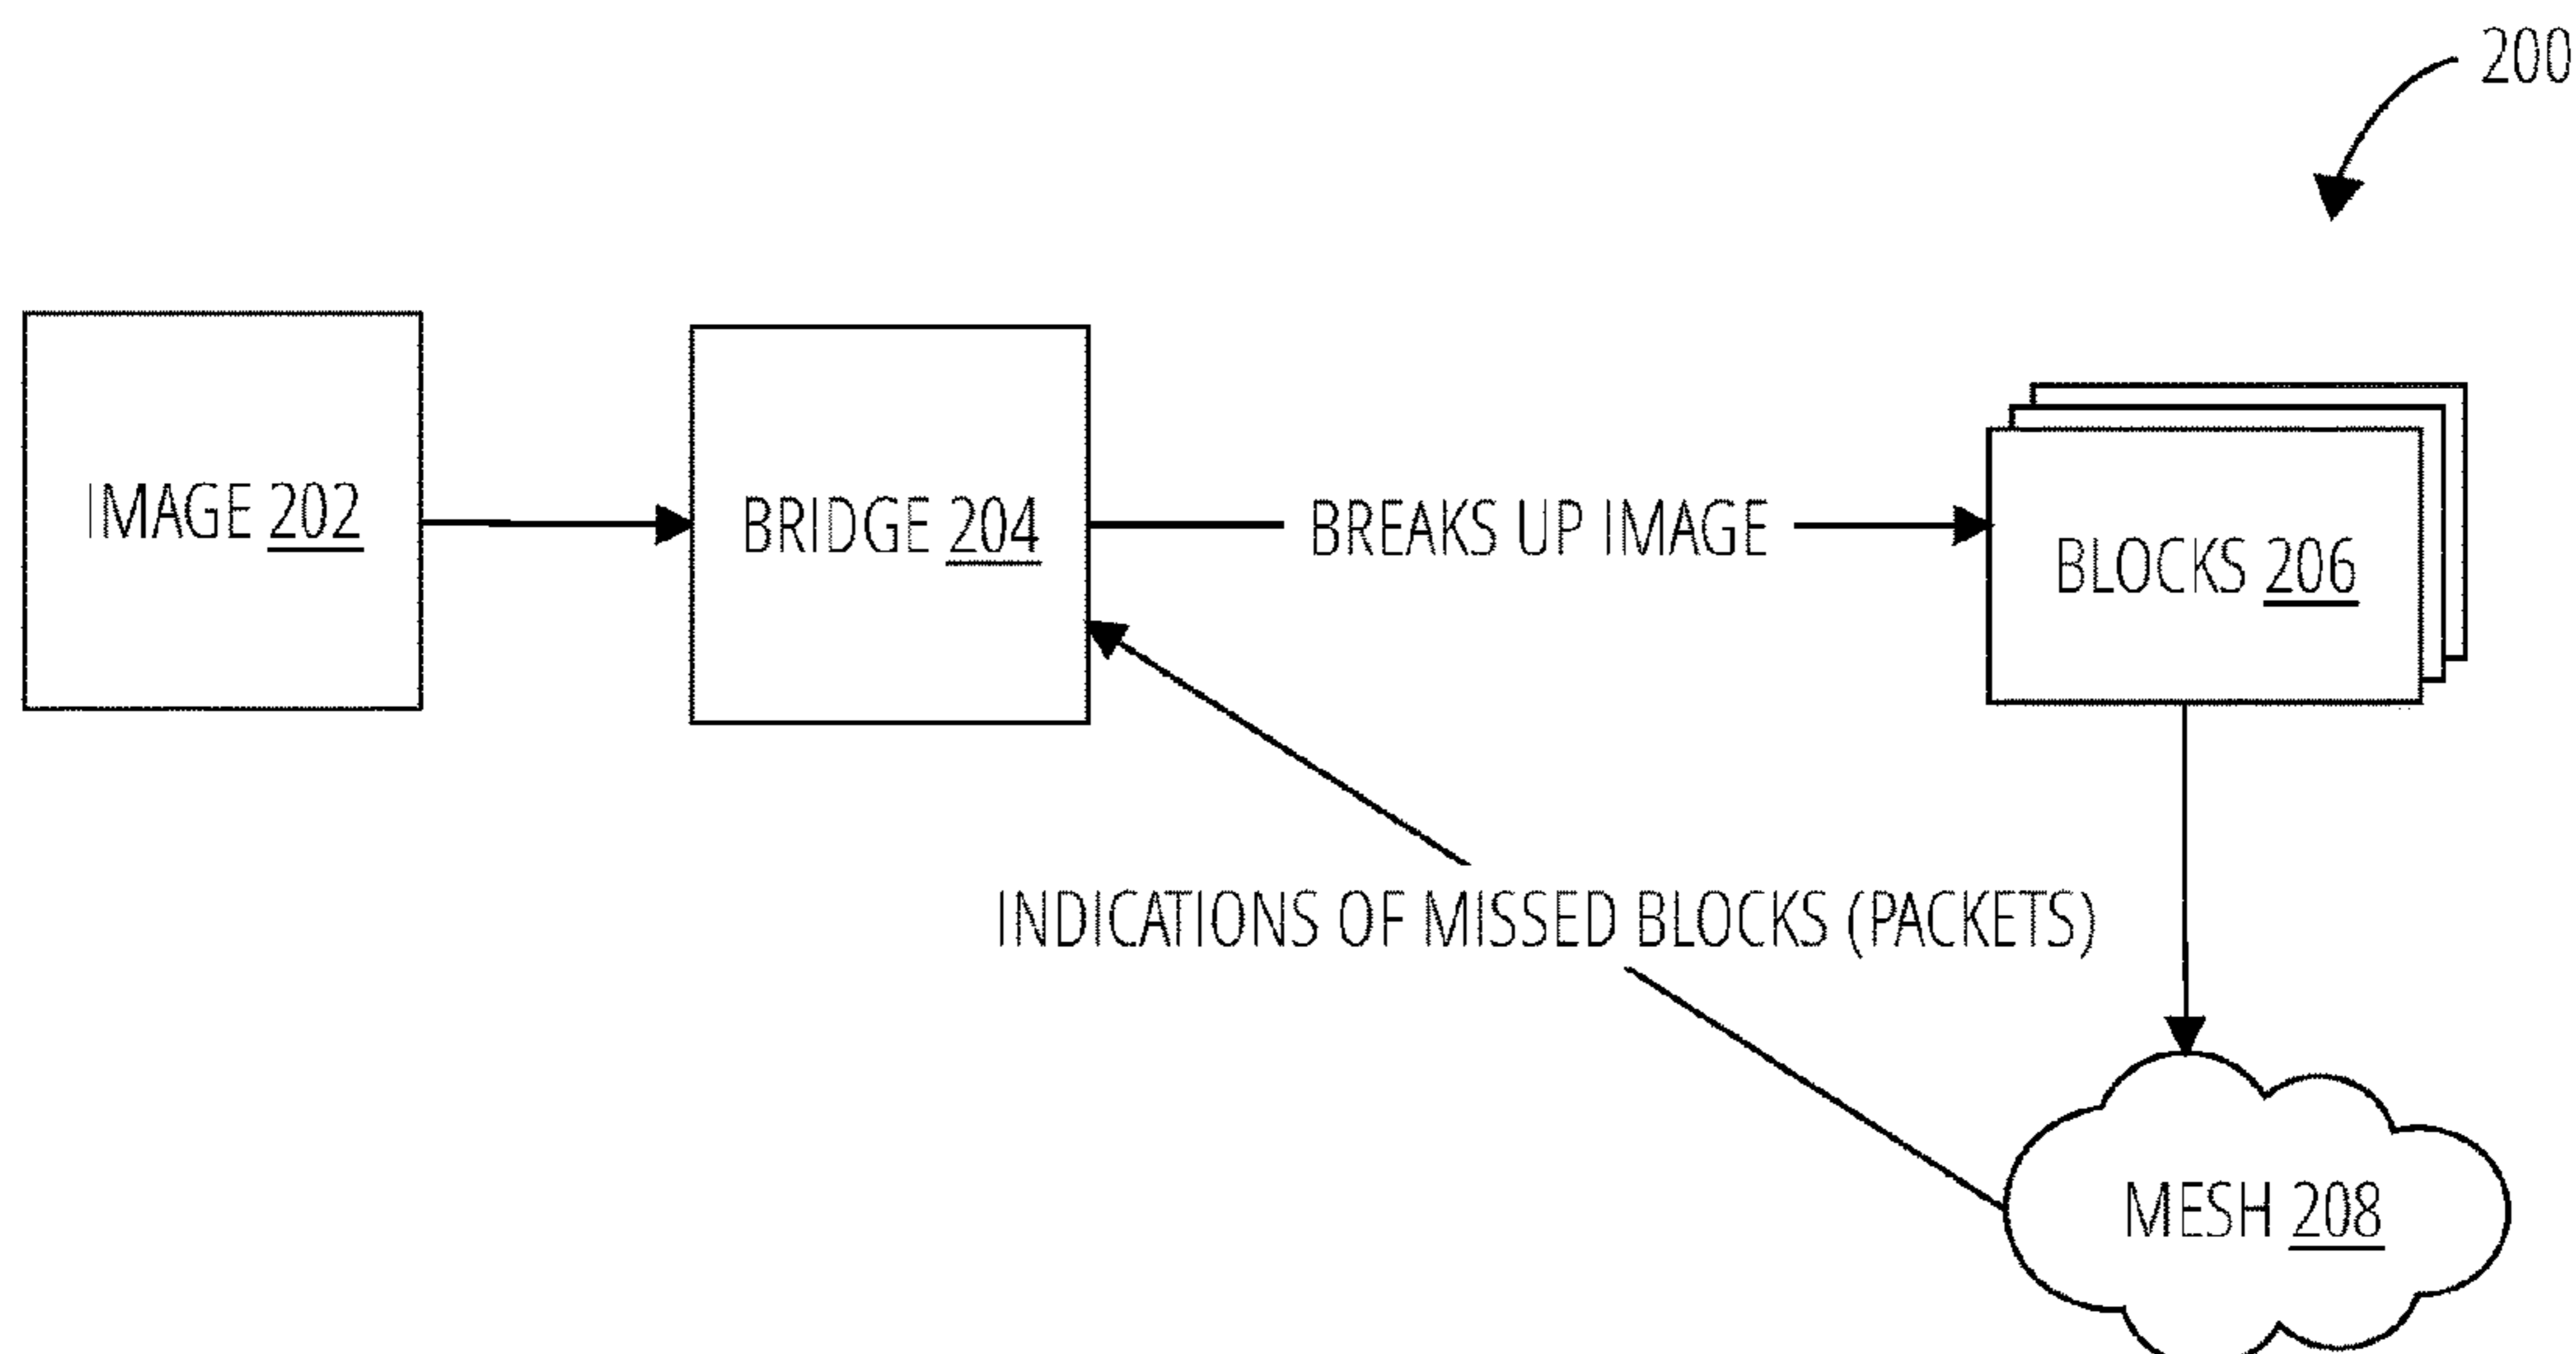 200
IMAGE 202
BRIDGE 204
BREAKS UP IMAGE
BLOCKS 206
INDICATIONS OF MISSED BLOCKS (PACKETS)
MESH 208